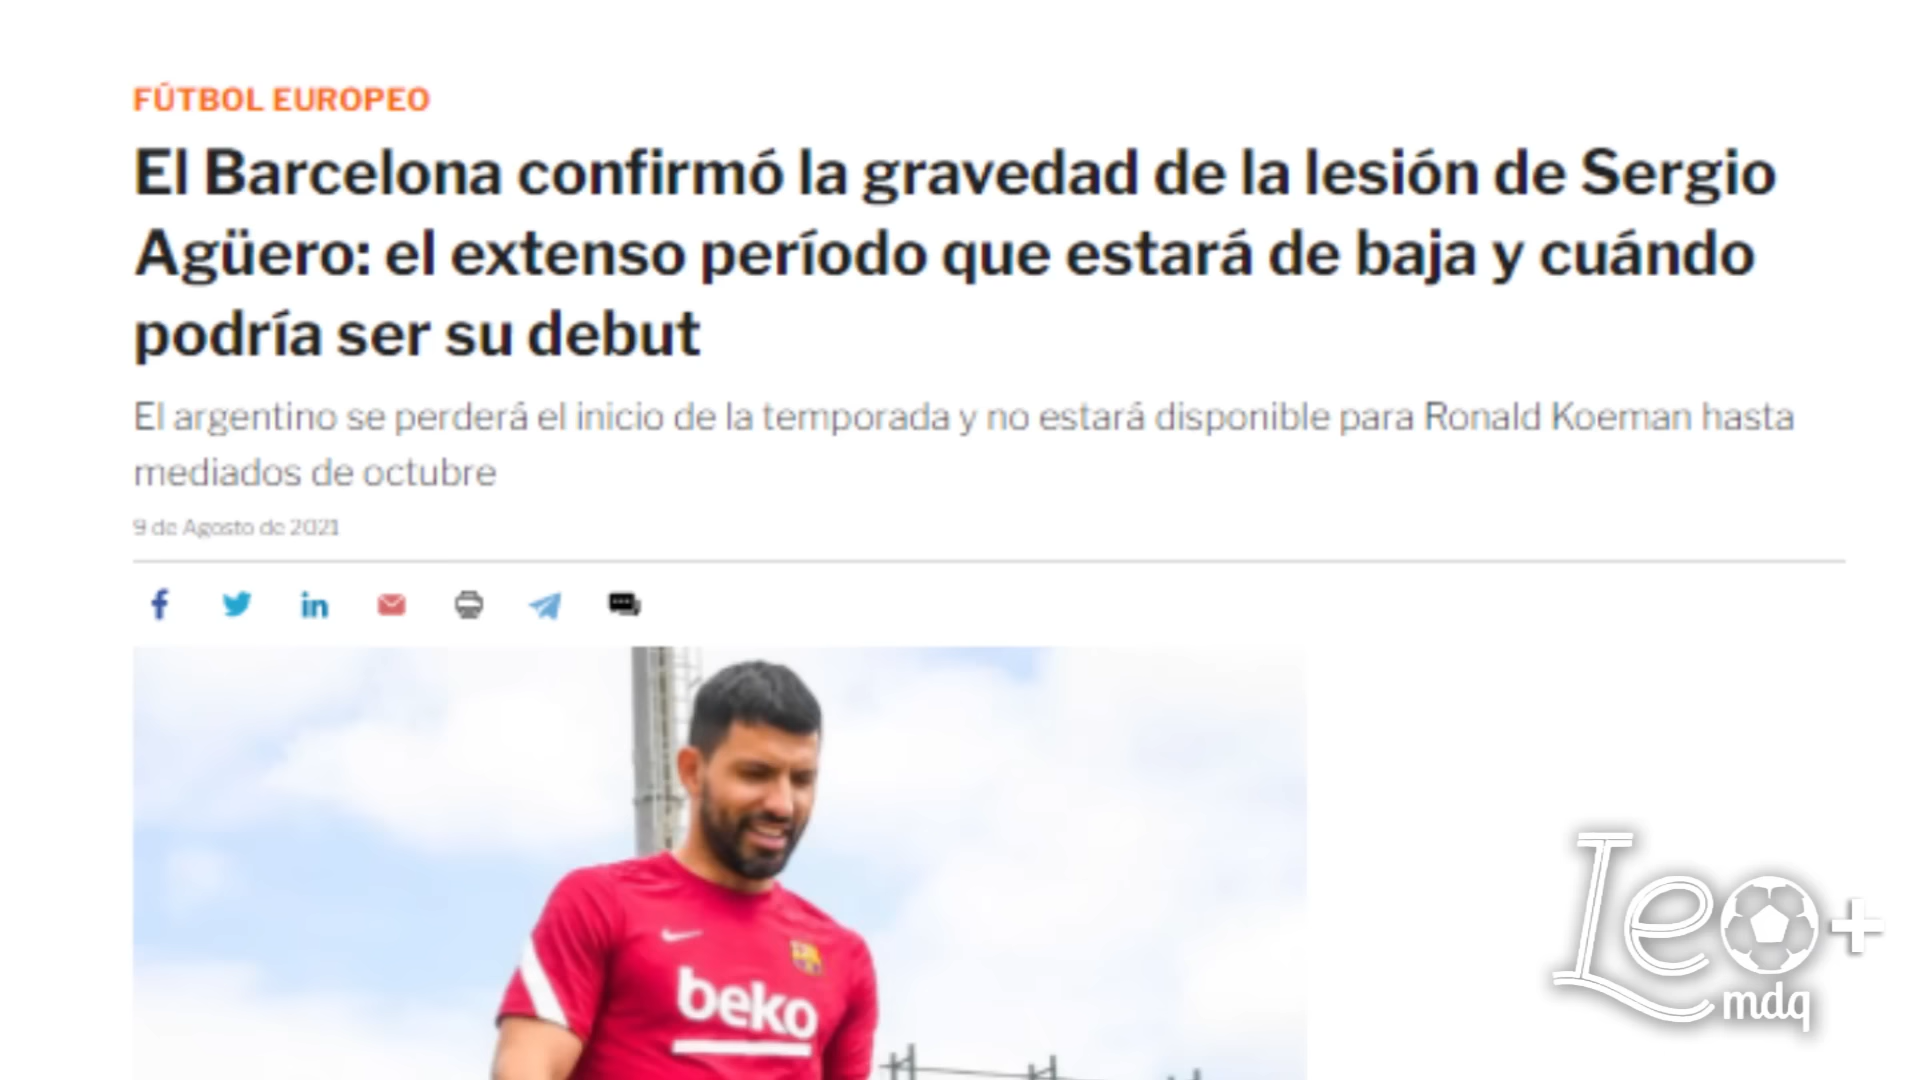 FÚTBOL EUROPEO
El Barcelona confirmó la gravedad de la lesión de Sergio
Agüero: el extenso período que estará de baja y cuándo
podría ser su debut
El argentino se perderá el inicio de la temporada y no estará disponible para Ronald Koeman hasta
mediados de octubre
9 de Agosto de 2021
beko
Leo+
mdq